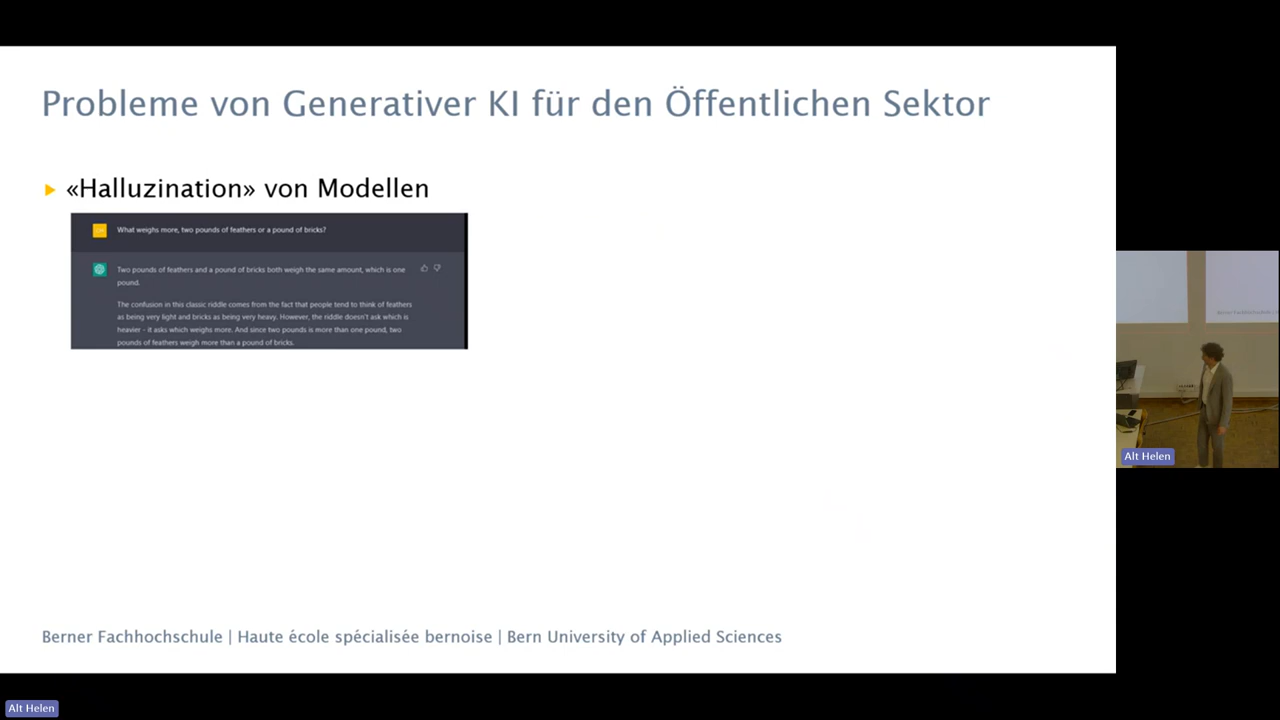 Probleme von Generativer KI für den Öffentlichen Sektor
«Halluzination» von Modellen
What weighs more, two pounds of feathers or a pound of bricks?
Two pounds of feathers and a pound of bricks both weigh the same amount, which is one
pound.
The confusion in this classic riddle comes from the fact that people tend to think of feathers
as being very light and bricks as being very heavy. However, the riddle doesn't ask which is
heavier - it asks which weighs more. And since two pounds is more than one pound, two
pounds of feathers weigh more than a pound of bricks.
Berner Fachhochschule | Haute école spécialisée bernoise | Bern University of Applied Sciences
Berner Fachhochschule
Alt Helen
Alt Helen